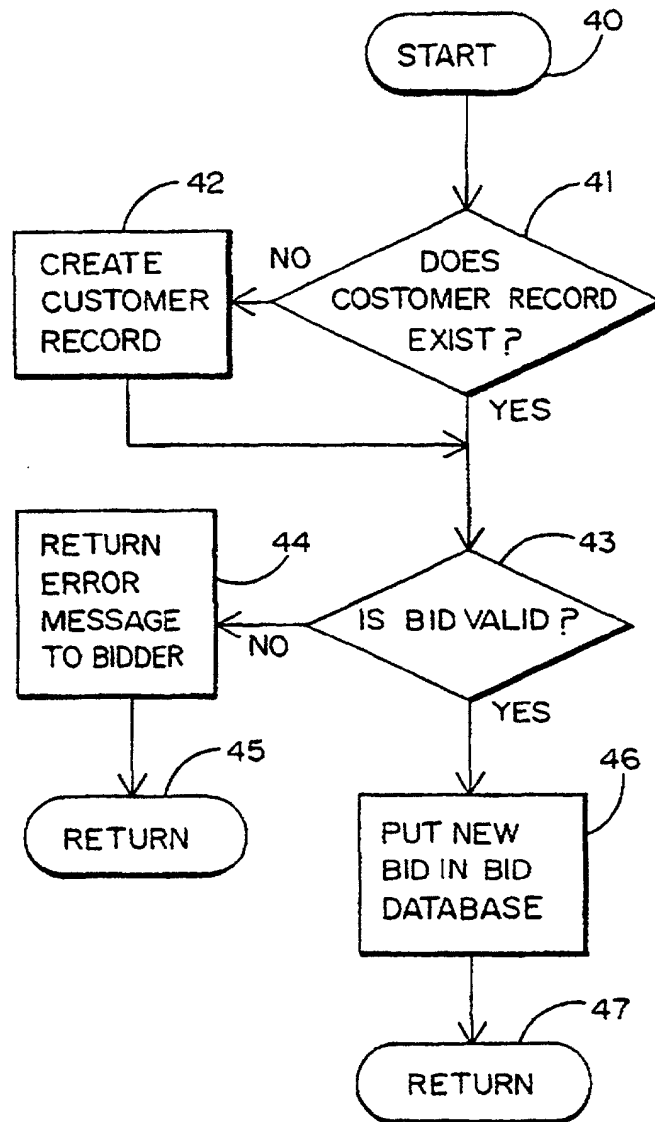 40
START
42
41
CREATE
CUSTOMER
RECORD
NO
DOES
COSTOMER RECORD
EXIST?
YES
RETURN
ERROR
MESSAGE
TO BIDDER
44
43
NO
IS BID VALID?
YES
45
RETURN
46
PUT NEW
BID IN BID
DATABASE
47
RETURN